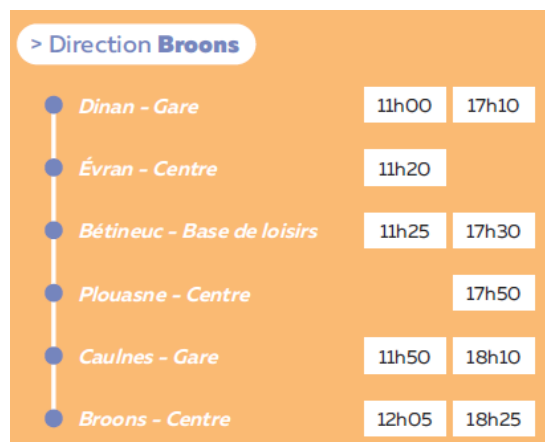 > Direction Broons
Dinan - Gare 11h00 17h10
Évran - Centre 11h20
Bétineuc - Base de loisirs 11h25 17h30
Plouasne - Centre 17h50
Caulnes - Gare 11h50 18h10
Broons - Centre 12h05 18h25